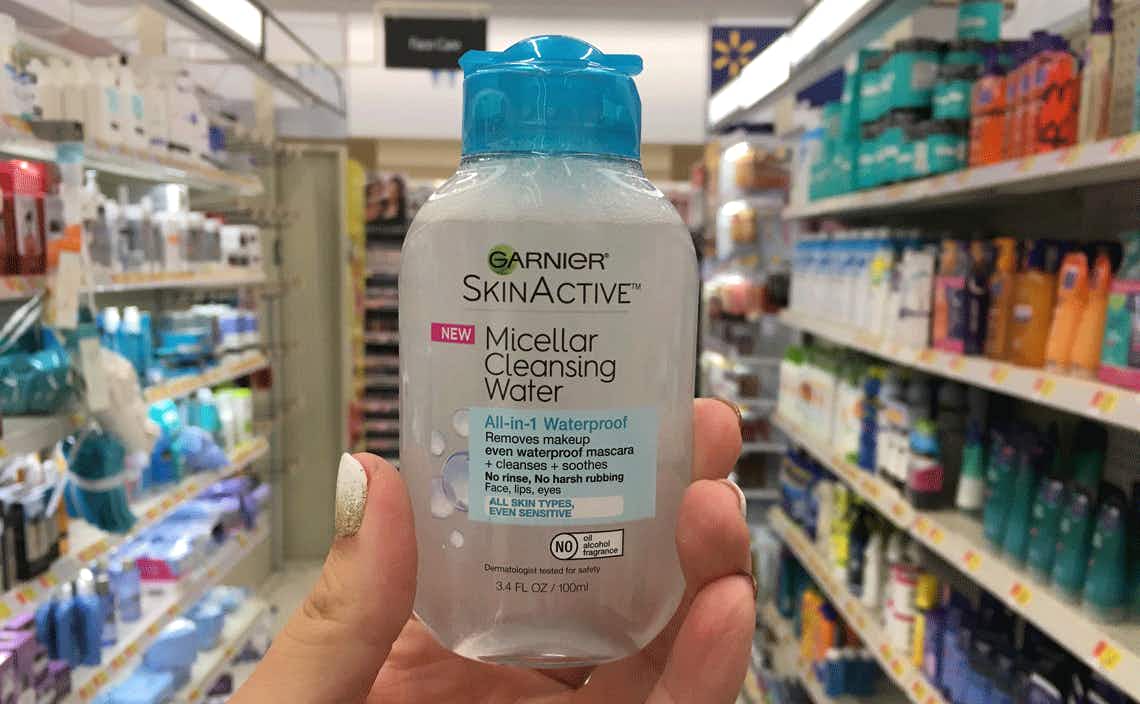 Face Care
GARNIER®
SKINACTIVE™
NEW
Micellar
Cleansing
Water
All-in-1 Waterproof
Removes makeup
even waterproof mascara
+ cleanses + soothes
No rinse, No harsh rubbing
Face, lips, eyes
ALL SKIN TYPES,
EVEN SENSITIVE
NO oil
alcohol
fragrance
Dermatologist tested for safety
3.4 FL OZ / 100ml